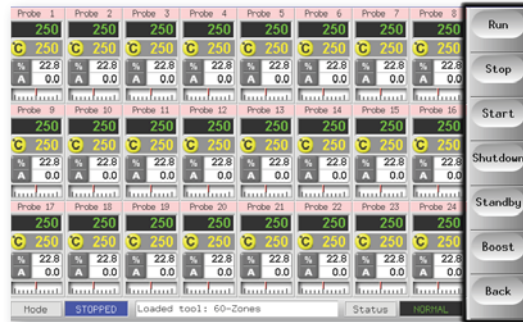 Probe 1 Probe 2 Probe 3 Probe 4 Probe 5 Probe 6 Probe 7 Probe 8
250 250 250 250 250 250 250 250
°C 250 °C 250 °C 250 °C 250 °C 250 °C 250 °C 250 °C 250
% 22.8 % 22.8 % 22.8 % 22.8 % 22.8 % 22.8 % 22.8 % 22.8
A 0.0 A 0.0 A 0.0 A 0.0 A 0.0 A 0.0 A 0.0 A 0.0
Probe 9 Probe 10 Probe 11 Probe 12 Probe 13 Probe 14 Probe 15 Probe 16
250 250 250 250 250 250 250 250
°C 250 °C 250 °C 250 °C 250 °C 250 °C 250 °C 250 °C 250
% 22.8 % 22.8 % 22.8 % 22.8 % 22.8 % 22.8 % 22.8 % 22.8
A 0.0 A 0.0 A 0.0 A 0.0 A 0.0 A 0.0 A 0.0 A 0.0
Probe 17 Probe 18 Probe 19 Probe 20 Probe 21 Probe 22 Probe 23 Probe 24
250 250 250 250 250 250 250 250
°C 250 °C 250 °C 250 °C 250 °C 250 °C 250 °C 250 °C 250
% 22.8 % 22.8 % 22.8 % 22.8 % 22.8 % 22.8 % 22.8 % 22.8
A 0.0 A 0.0 A 0.0 A 0.0 A 0.0 A 0.0 A 0.0 A 0.0
Mode STOPPED Loaded tool: 60-Zones Status NORMAL
Run
Stop
Start
Shutdown
Standby
Boost
Back